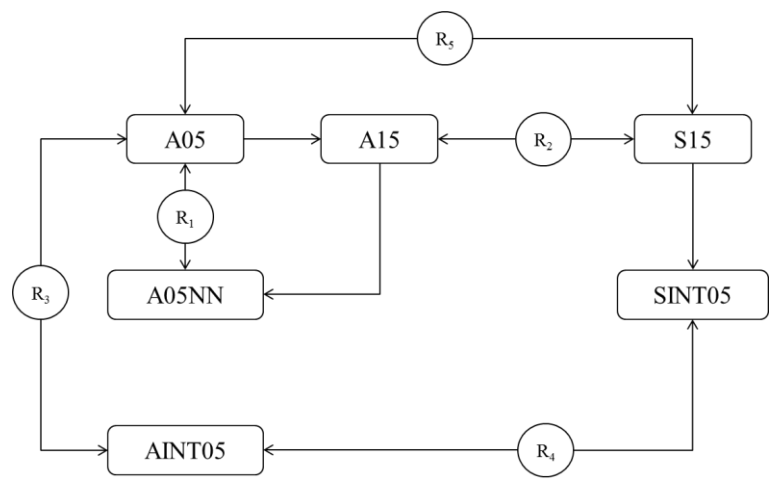 R₅
A05
A15
R₂
S15
R₁
R₃
A05NN
SINT05
AINT05
R₄